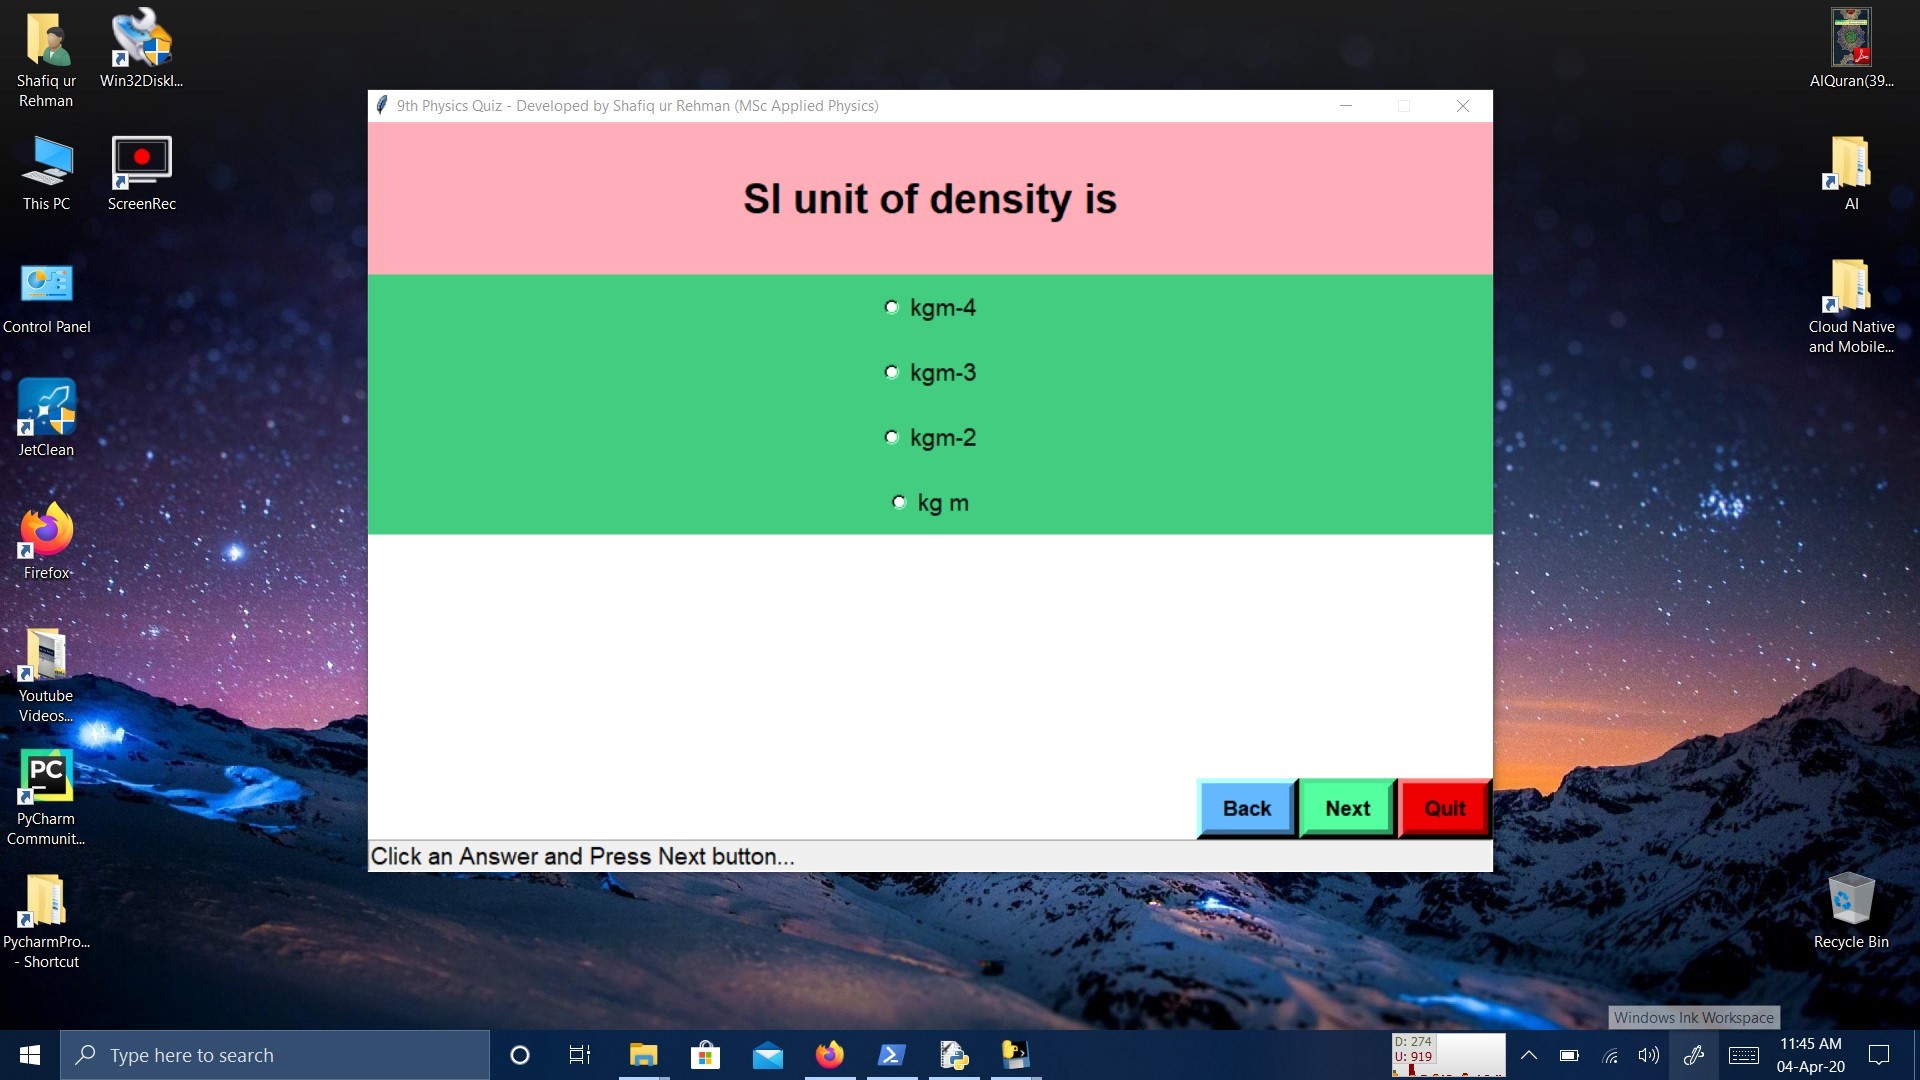 Shafiq ur
Rehman
Win32DiskI...
This PC
ScreenRec
Control Panel
JetClean
Firefox
Youtube
Videos...
PC
PyCharm
Communit...
PycharmPro...
- Shortcut
9th Physics Quiz - Developed by Shafiq ur Rehman (MSc Applied Physics)
SI unit of density is
kgm-4
kgm-3
kgm-2
kg m
Back
Next
Quit
Click an Answer and Press Next button...
AlQuran(39...
AI
Cloud Native
and Mobile...
Recycle Bin
Windows Ink Workspace
Type here to search
D: 274
U: 919
11:45 AM
04-Apr-20